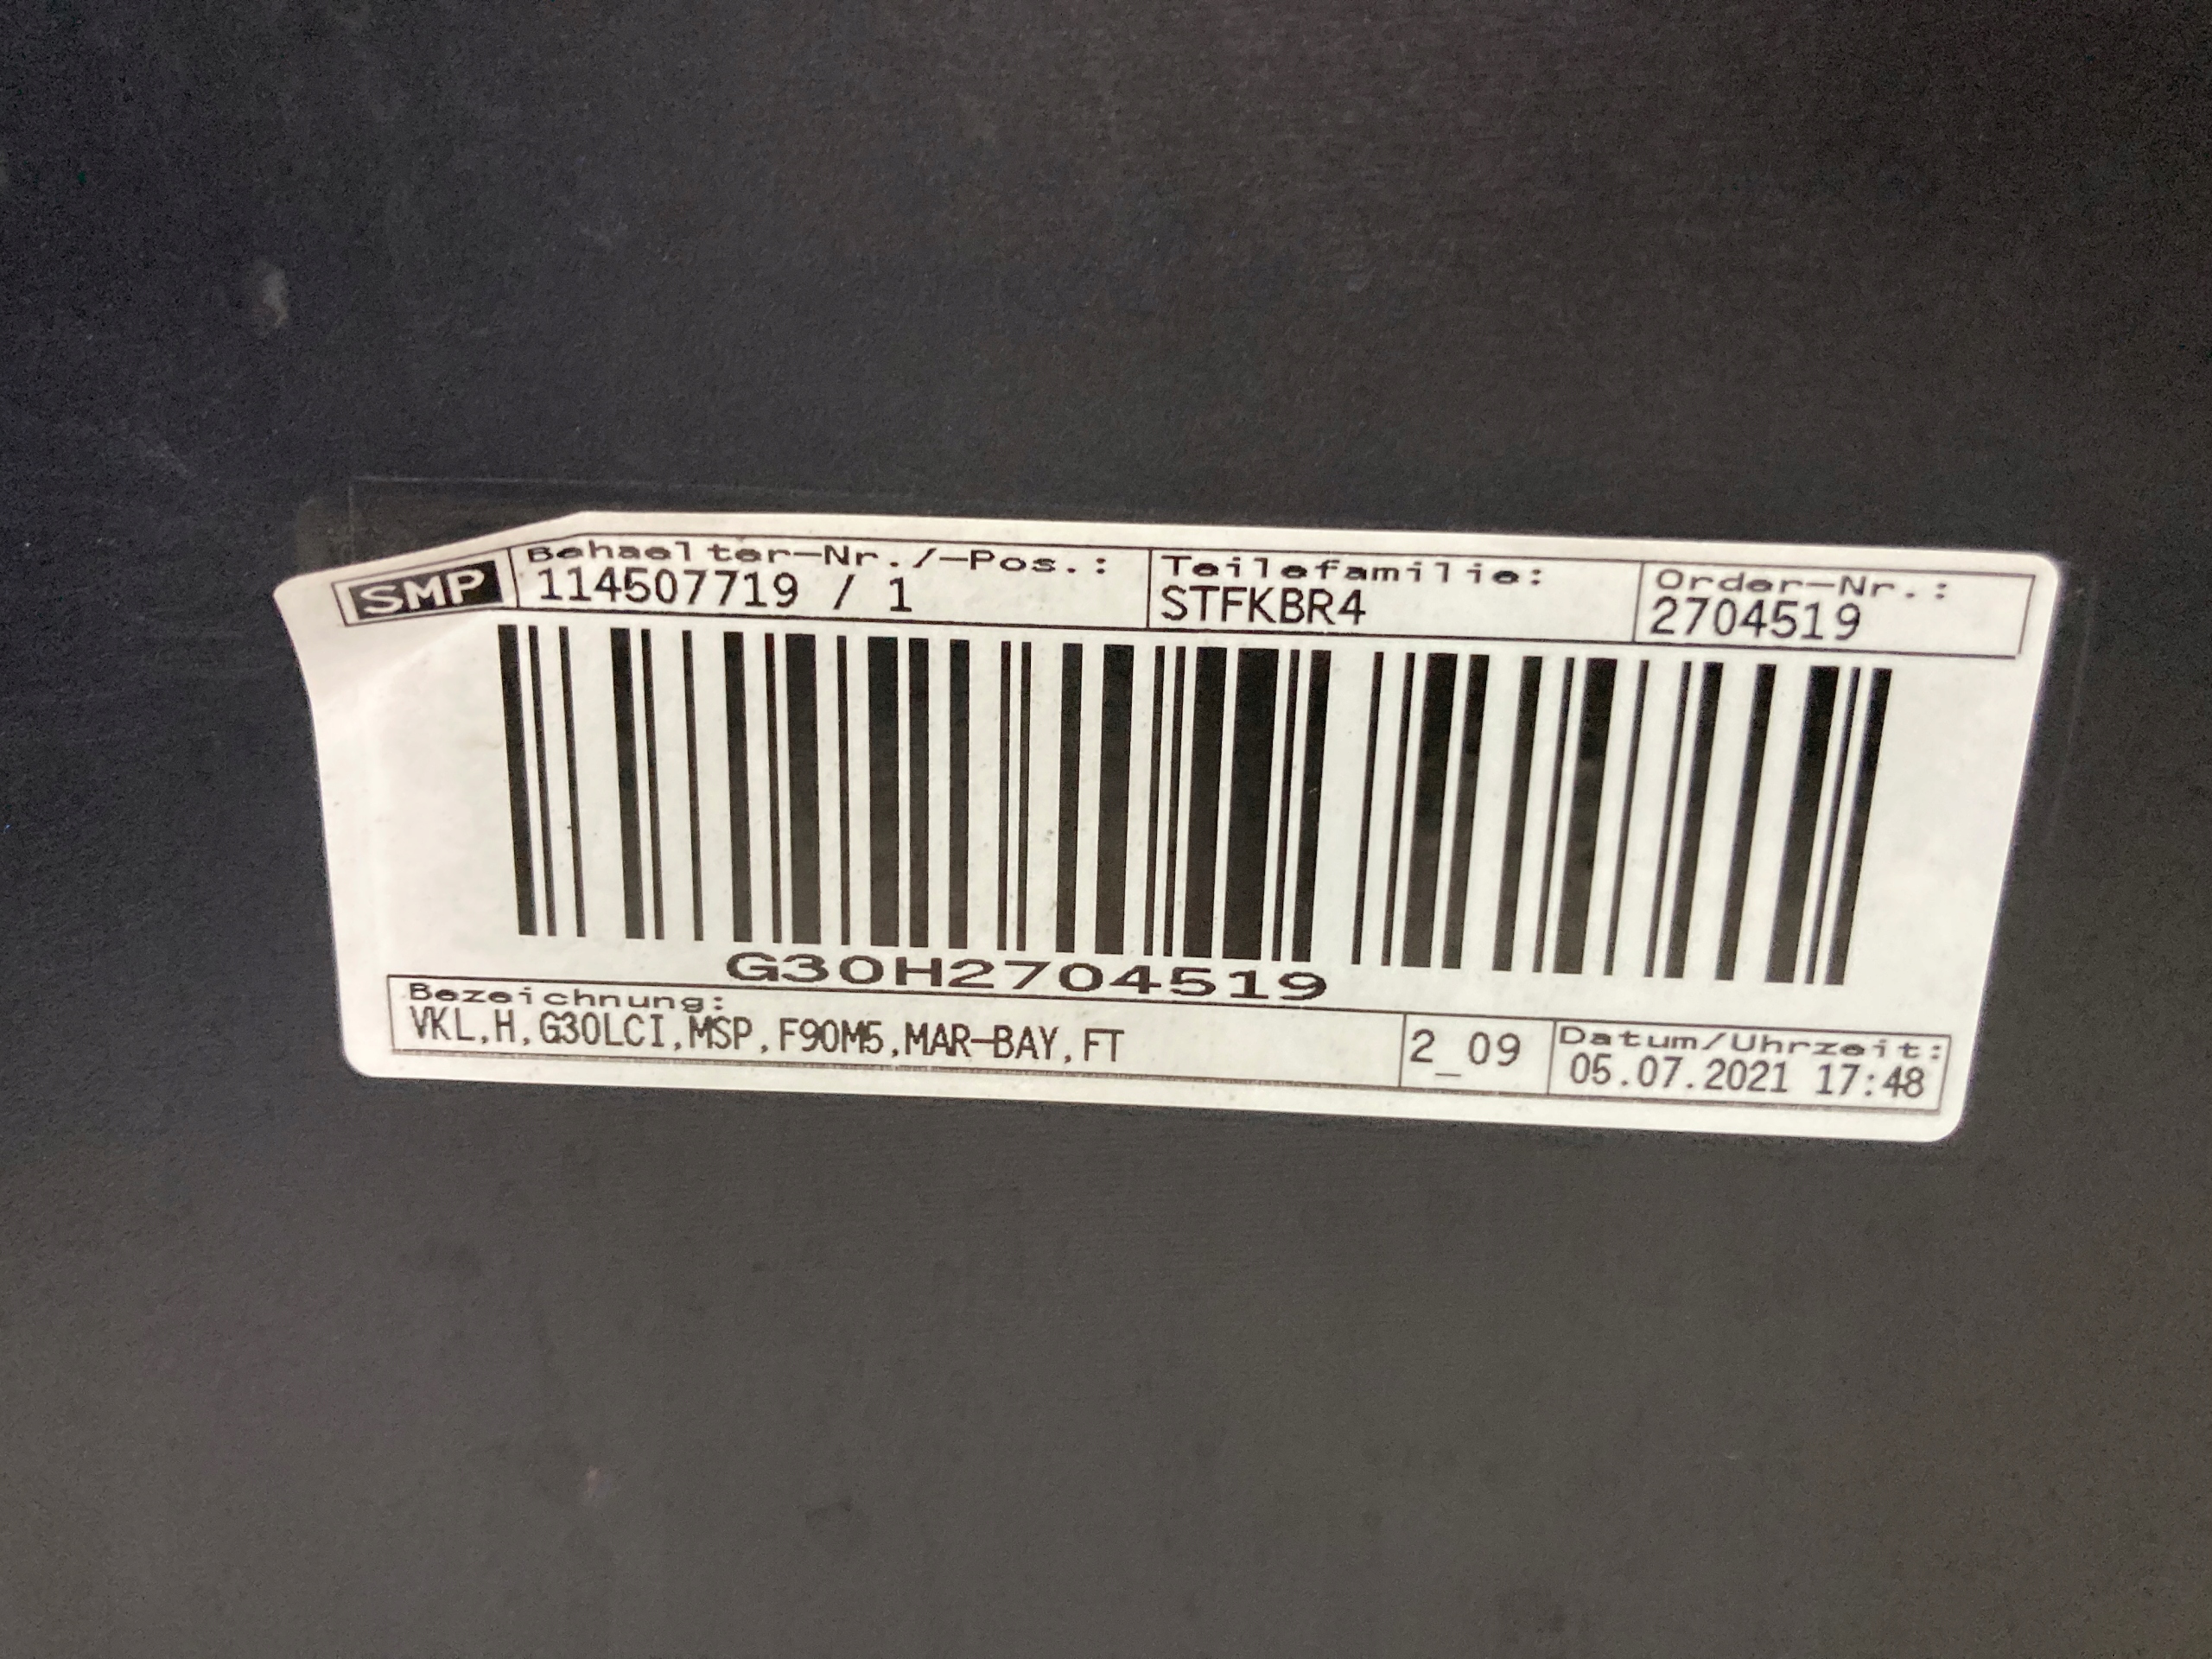 SMP
Behaelter-Nr./-Pos.:
114507719 / 1
Teilefamilie:
STFKBR4
Order-Nr.:
2704519
G30H2704519
Bezeichnung:
VKL,H,G30LCI,MSP,F90M5,MAR-BAY,FT
2_09
Datum/Uhrzeit:
05.07.2021 17:48